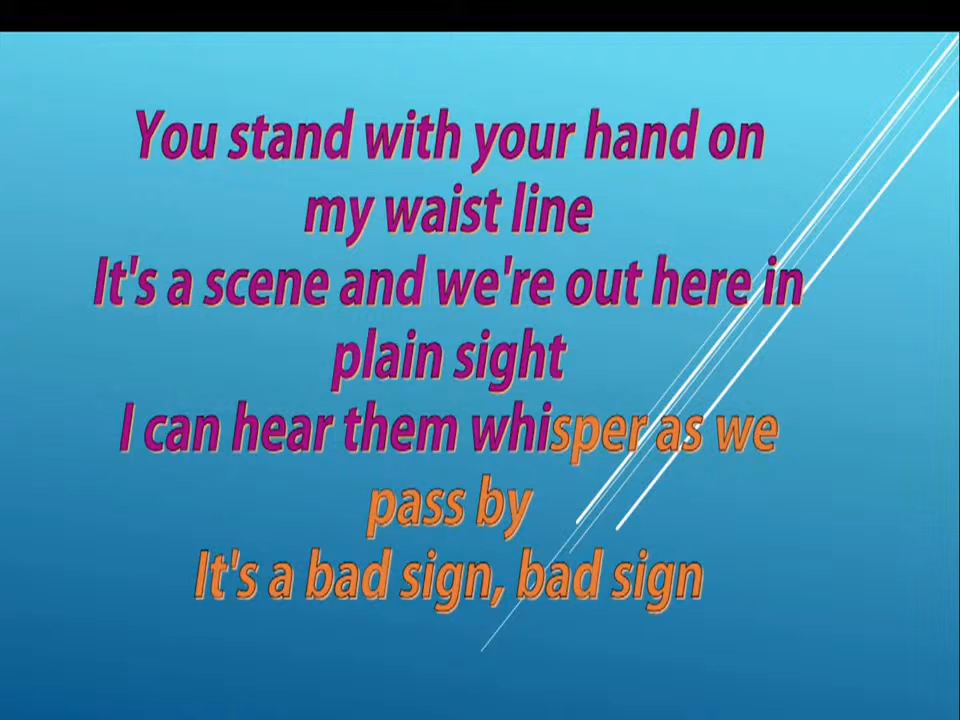 You stand with your hand on
my waist line
It's a scene and we're out here in
plain sight
I can hear them whisper as we
pass by
It's a bad sign, bad sign